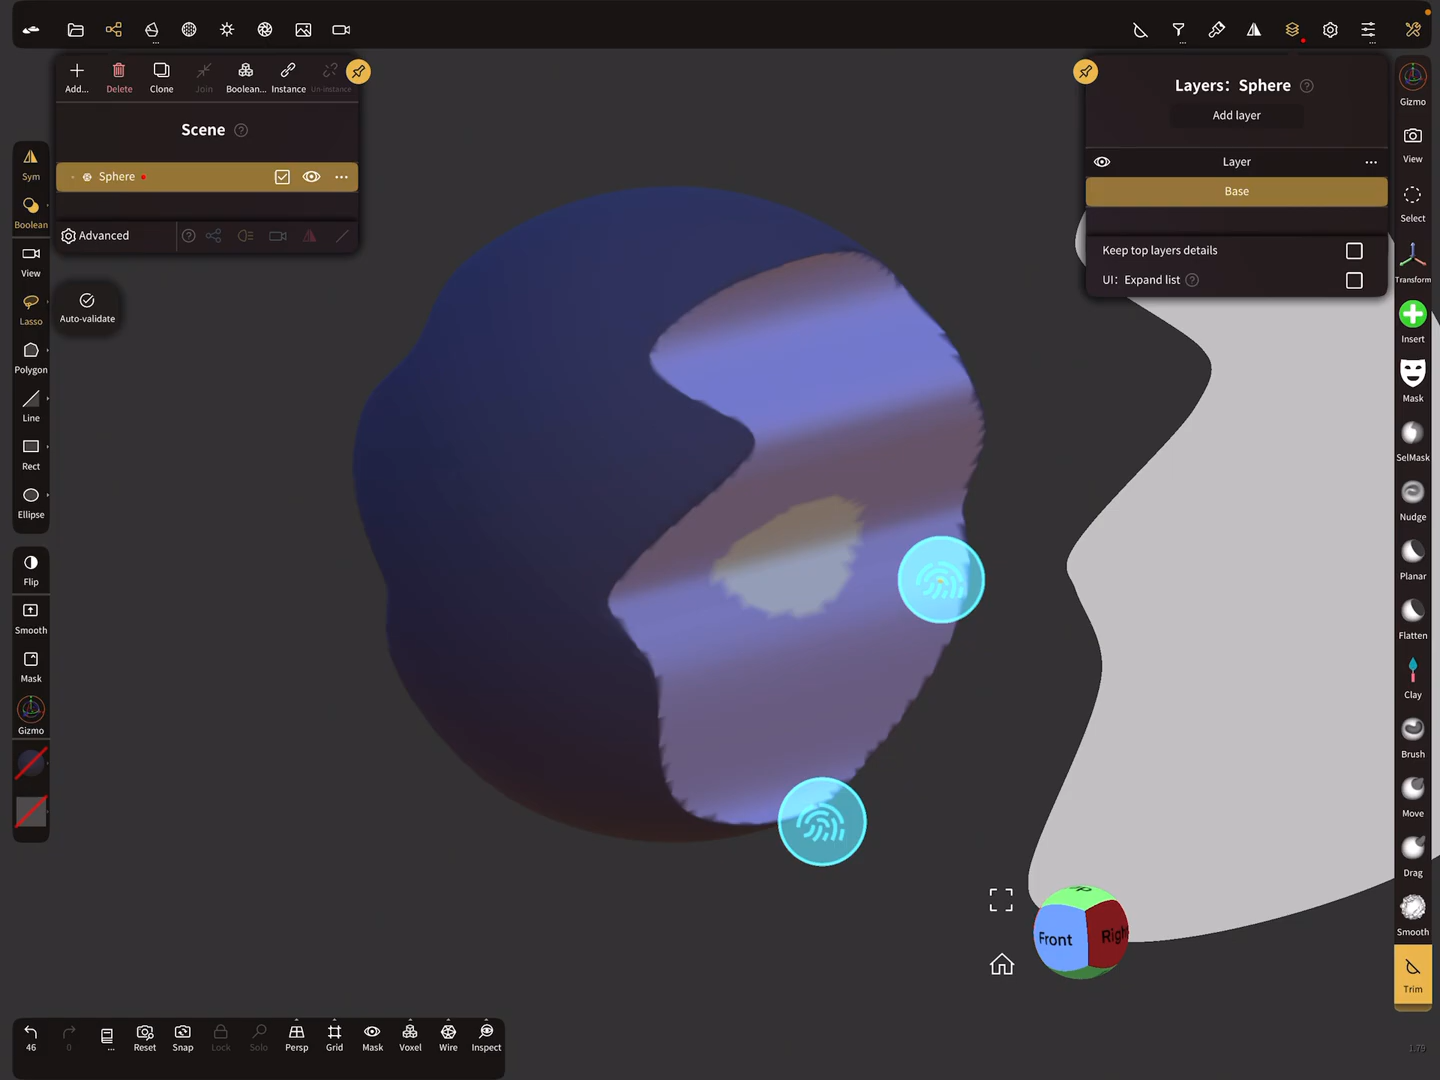 Add...
Delete
Clone
Join
Boolean...
Instance
Un-instance
Scene
Sphere
Advanced
Auto-validate
Sym
Boolean
View
Lasso
Polygon
Line
Rect
Ellipse
Flip
Smooth
Mask
Gizmo
Layers: Sphere
Add layer
Layer
Base
Keep top layers details
UI: Expand list
Gizmo
View
Select
Transform
Insert
Mask
SelMask
Nudge
Planar
Flatten
Clay
Brush
Move
Drag
Smooth
Trim
Front
Righ
46
0
...
Reset
Snap
Lock
Solo
Persp
Grid
Mask
Voxel
Wire
Inspect
1.79